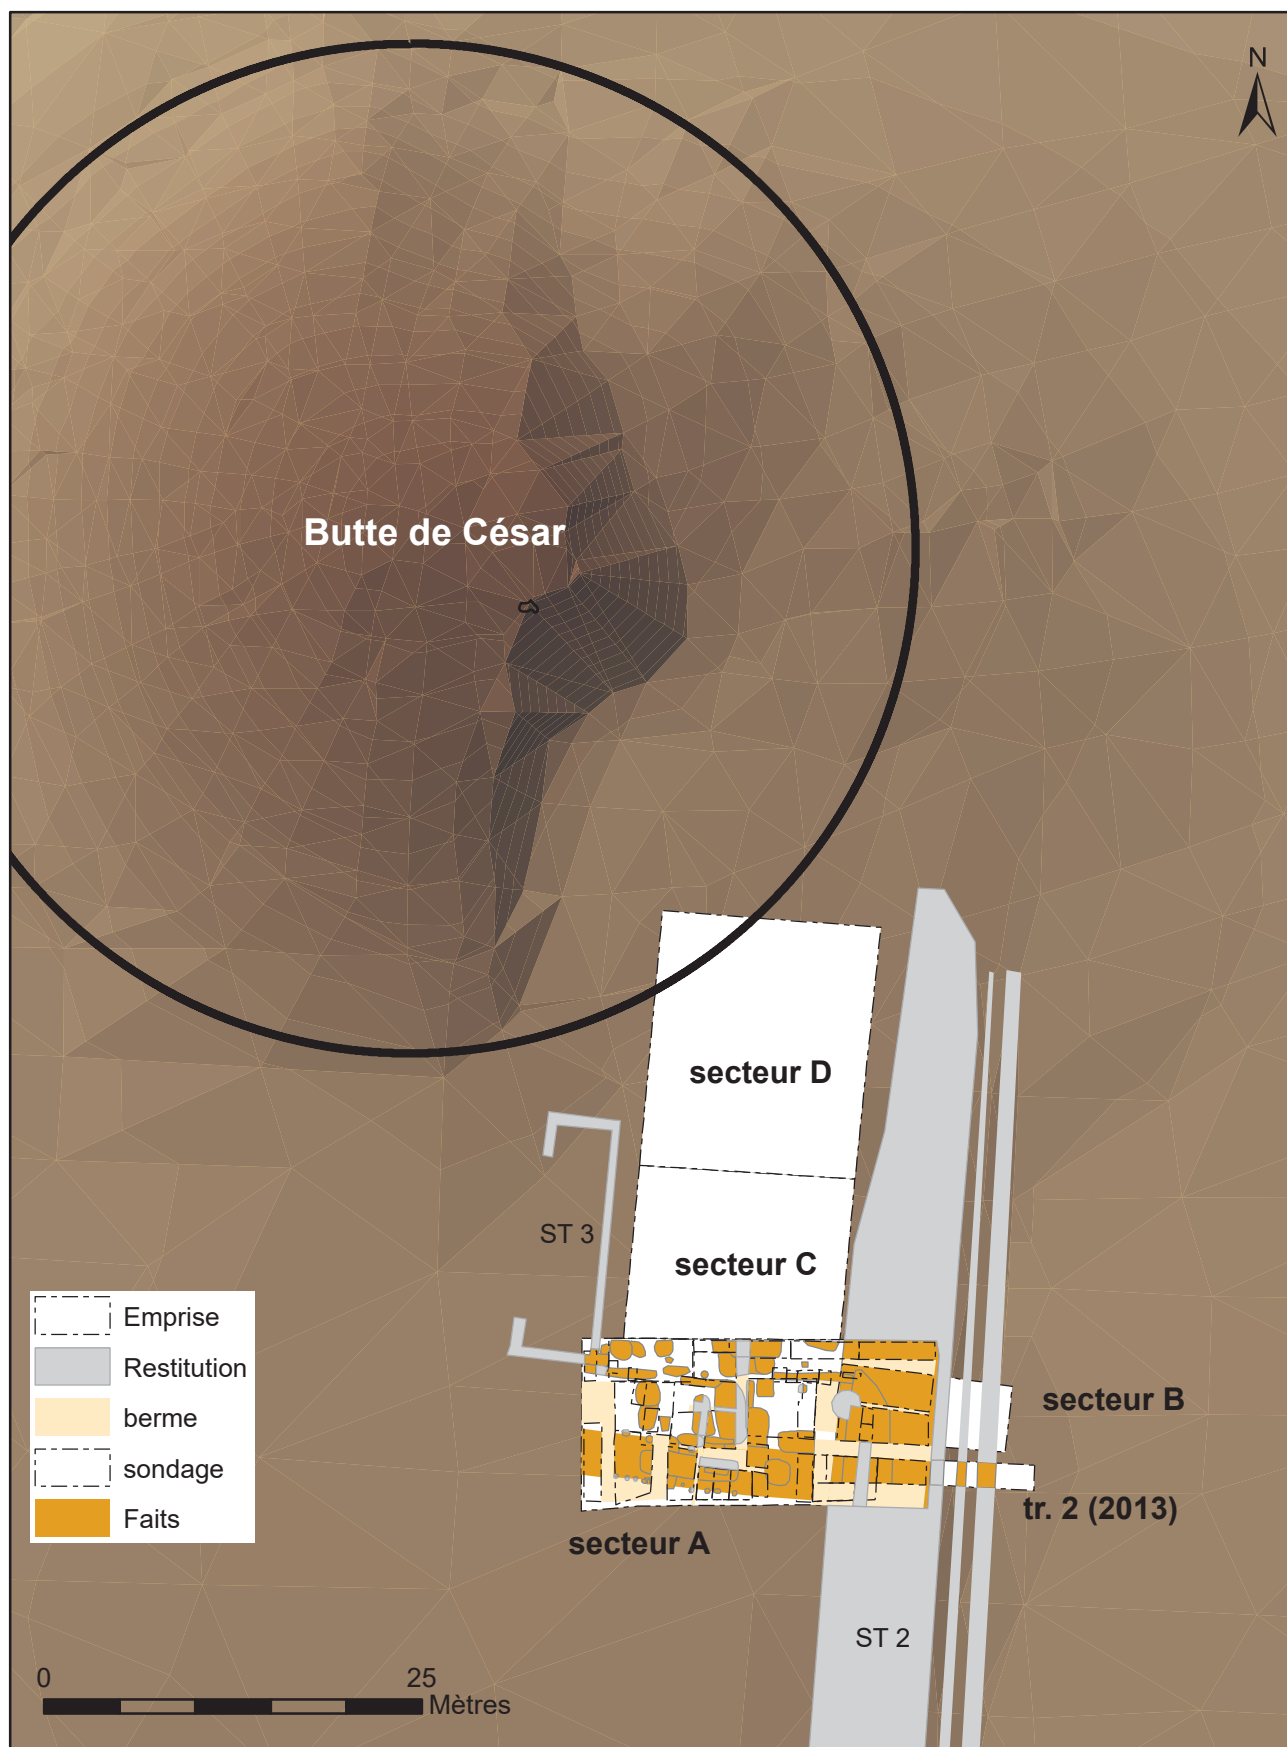 N
Butte de César
secteur D
ST 3
secteur C
Emprise
Restitution
berme
sondage
Faits
secteur B
tr. 2 (2013)
secteur A
ST 2
0 25
Mètres